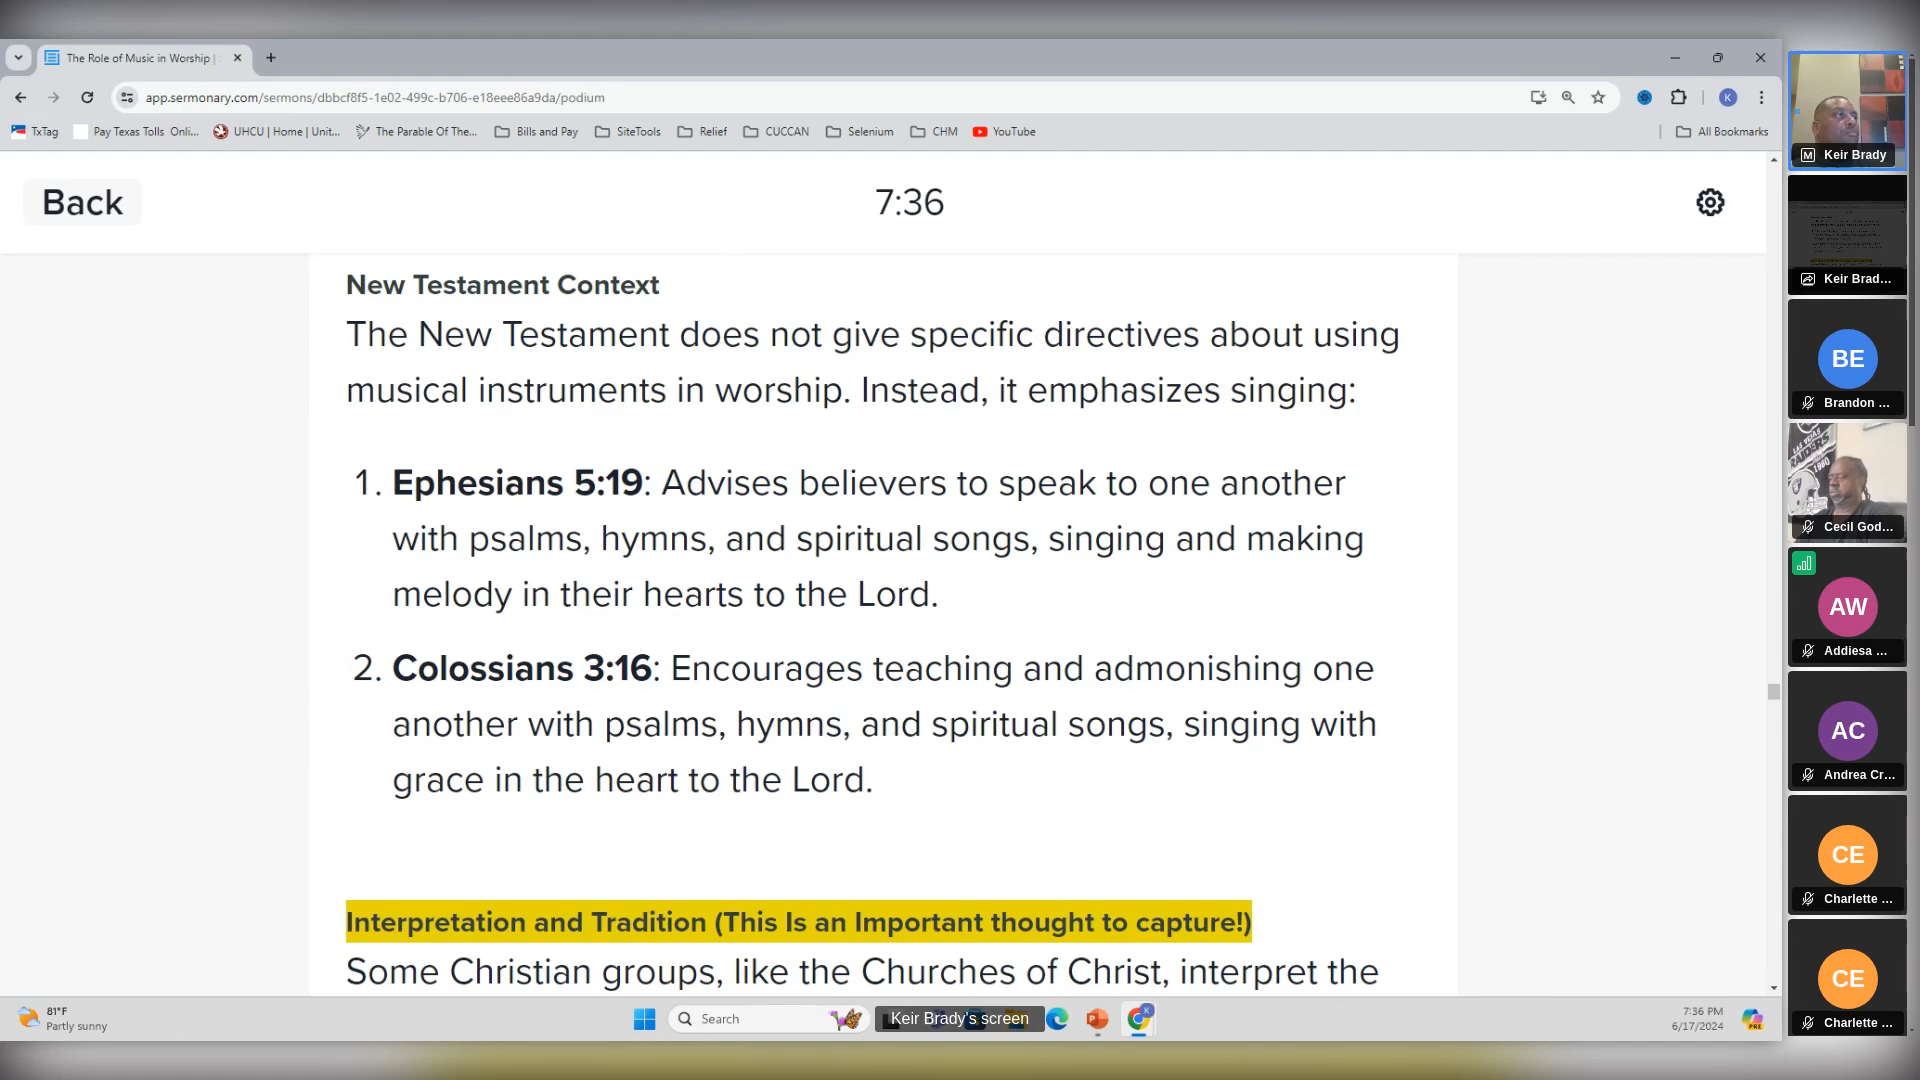 The Role of Music in Worship |
app.sermonary.com/sermons/dbbcf8f5-1e02-499c-b706-e18eee86a9da/podium
TxTag
Pay Texas Tolls Onli...
UHCU | Home | Unit...
The Parable Of The...
Bills and Pay
SiteTools
Relief
CUCCAN
Selenium
CHM
YouTube
All Bookmarks
K
Back
7:36
New Testament Context
The New Testament does not give specific directives about using
musical instruments in worship. Instead, it emphasizes singing:
1. Ephesians 5:19: Advises believers to speak to one another
with psalms, hymns, and spiritual songs, singing and making
melody in their hearts to the Lord.
2. Colossians 3:16: Encourages teaching and admonishing one
another with psalms, hymns, and spiritual songs, singing with
grace in the heart to the Lord.
Interpretation and Tradition (This Is an Important thought to capture!)
Some Christian groups, like the Churches of Christ, interpret the
81°F
Partly sunny
Search
Keir Brady's screen
7:36 PM
6/17/2024
PRE
M Keir Brady
Keir Brad...
BE
Brandon ...
LAS VEGAS
1960
Cecil God...
AW
Addiesa ...
AC
Andrea Cr...
CE
Charlette ...
CE
Charlette ...